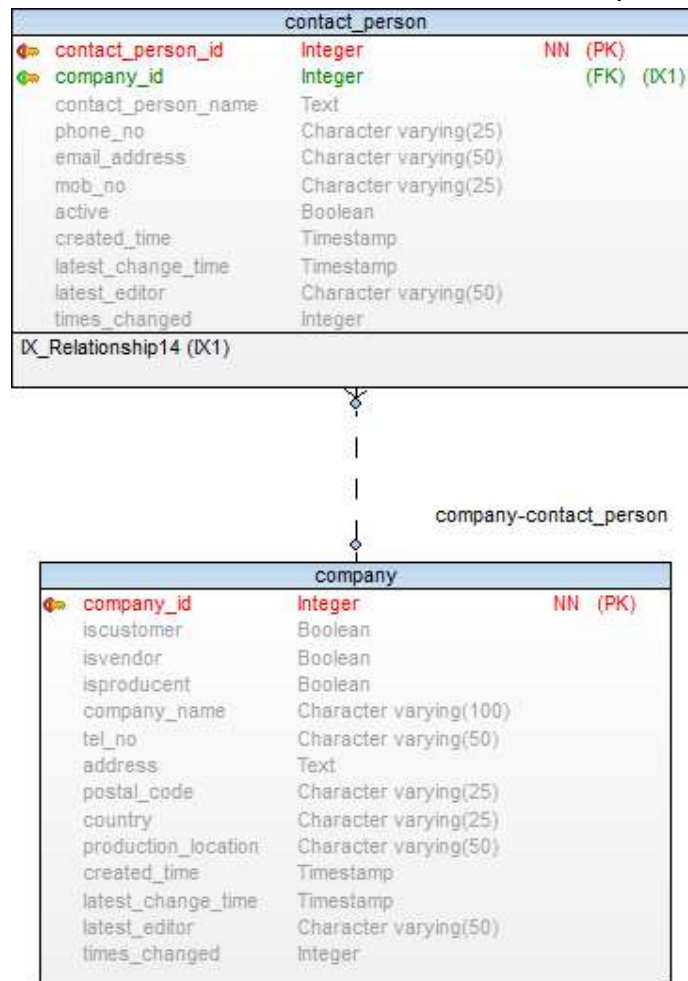 contact_person
contact_person_id Integer NN (PK)
company_id Integer (FK) (IX1)
contact_person_name Text
phone_no Character varying(25)
email_address Character varying(50)
mob_no Character varying(25)
active Boolean
created_time Timestamp
latest_change_time Timestamp
latest_editor Character varying(50)
times_changed Integer
IX_Relationship14 (IX1)
company-contact_person
company
company_id Integer NN (PK)
iscustomer Boolean
isvendor Boolean
isproducent Boolean
company_name Character varying(100)
tel_no Character varying(50)
address Text
postal_code Character varying(25)
country Character varying(25)
production_location Character varying(50)
created_time Timestamp
latest_change_time Timestamp
latest_editor Character varying(50)
times_changed Integer